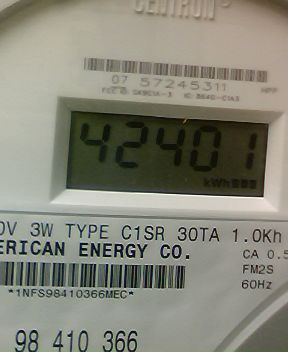 CENTRON
07 57245311
42401
kWh
3W TYPE C1SR 30TA 1.0Kh
ERICAN ENERGY CO.
CA 0.5
FM2S
*1NFS98410366MEC*
60Hz
98 410 366